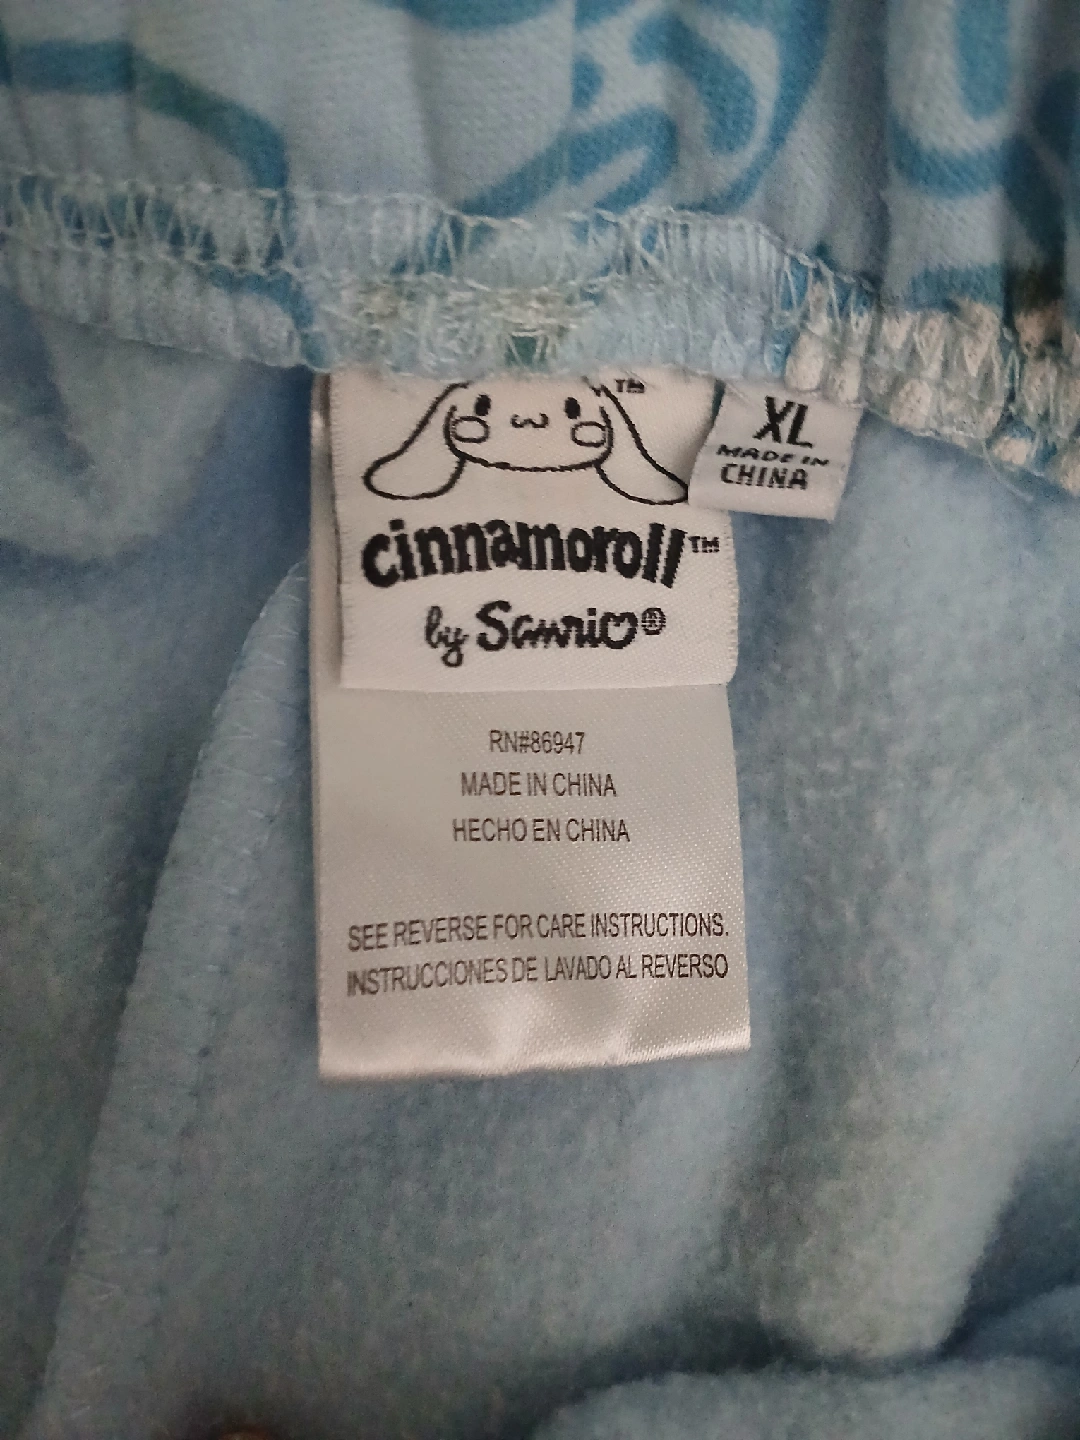 TM
XL
MADE IN
CHINA
cinnamoroll™
by Sanrio®
RN#86947
MADE IN CHINA
HECHO EN CHINA
SEE REVERSE FOR CARE INSTRUCTIONS.
INSTRUCCIONES DE LAVADO AL REVERSO